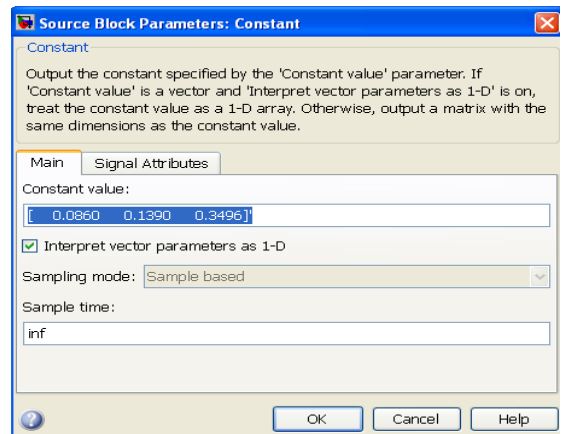 Source Block Parameters: Constant
Constant
Output the constant specified by the 'Constant value' parameter. If
'Constant value' is a vector and 'Interpret vector parameters as 1-D' is on,
treat the constant value as a 1-D array. Otherwise, output a matrix with the
same dimensions as the constant value.
Main Signal Attributes
Constant value:
[ 0.0860 0.1390 0.3496]'
Interpret vector parameters as 1-D
Sampling mode: Sample based
Sample time:
inf
OK Cancel Help